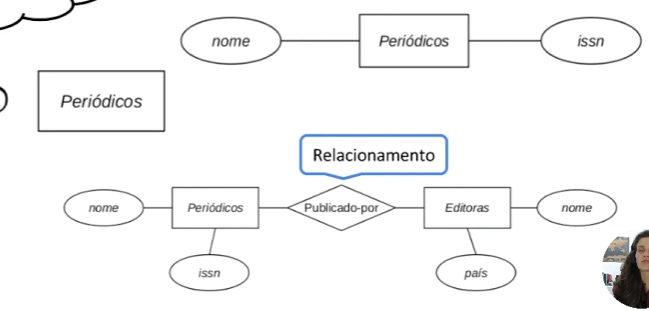 nome
Periódicos
issn
Periódicos
Relacionamento
nome
Periódicos
Publicado-por
Editoras
nome
issn
país